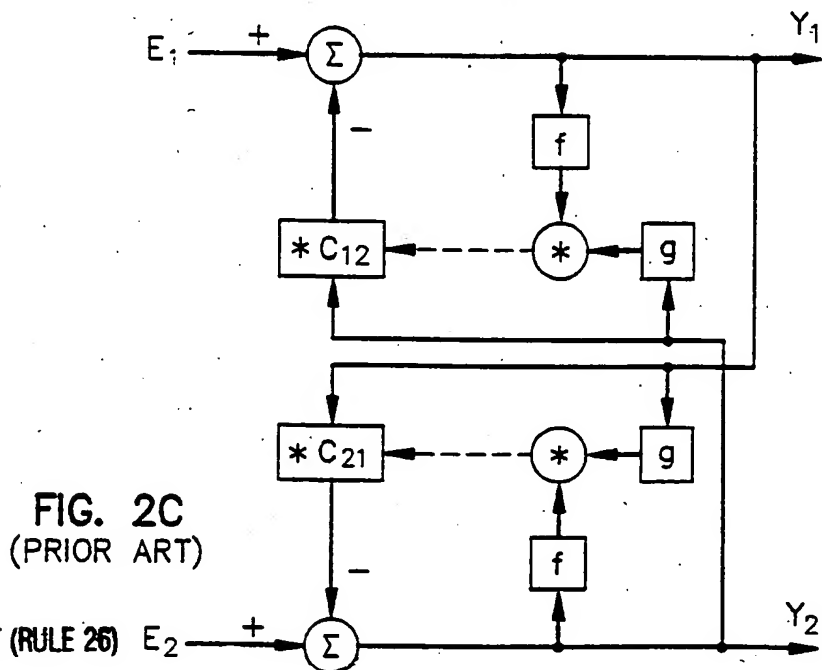 E₁ + Σ Y₁
f
−
* C₁₂ * g
* C₂₁ * g
FIG. 2C
(PRIOR ART)
f
−
(RULE 26) E₂ + Σ Y₂